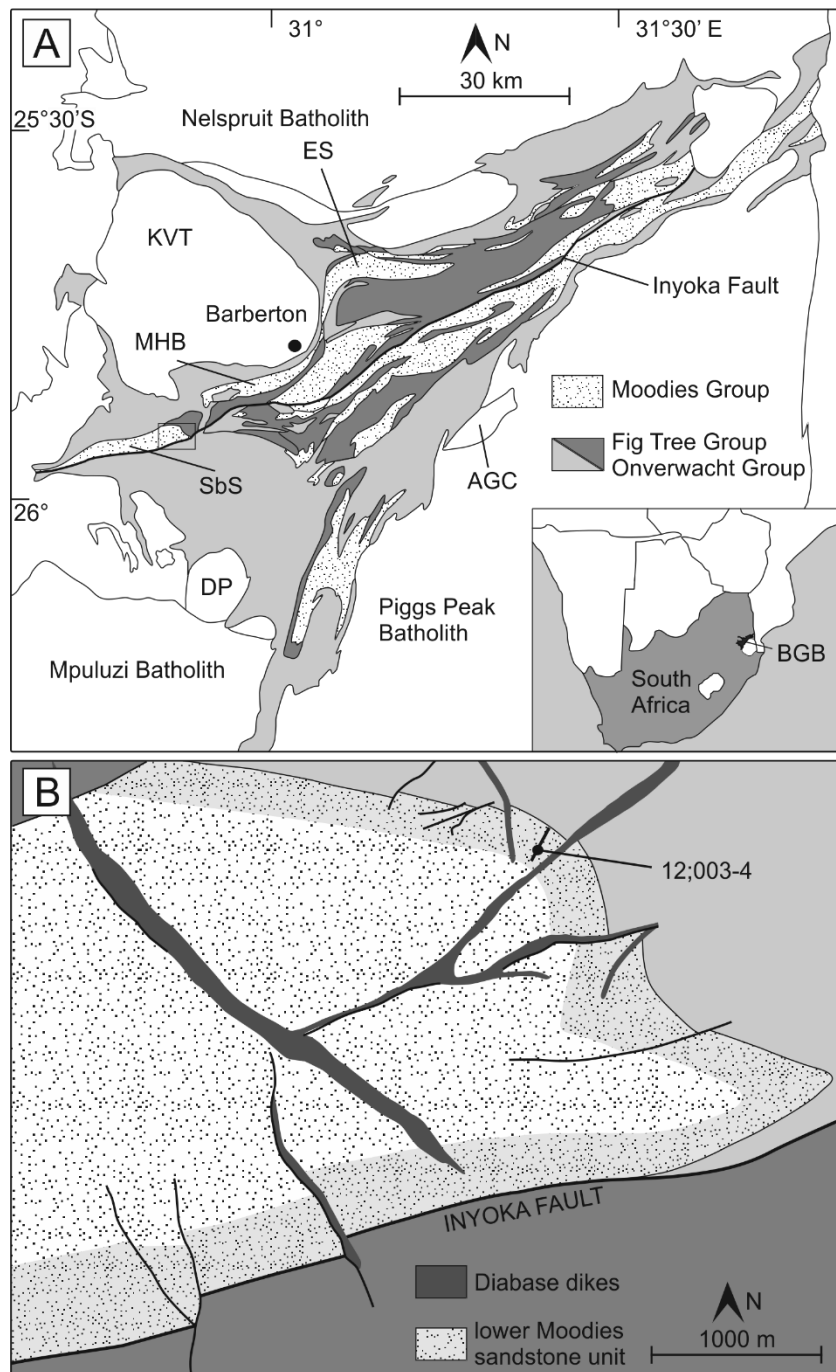 A
31°
31°30' E
N
30 km
25°30'S
Nelspruit Batholith
ES
KVT
Inyoka Fault
Barberton
MHB
Moodies Group
Fig Tree Group
Onverwacht Group
AGC
SbS
26°
DP
Piggs Peak
Batholith
Mpuluzi Batholith
South
Africa
BGB
B
12;003-4
INYOKA FAULT
Diabase dikes
N
lower Moodies
sandstone unit
1000 m